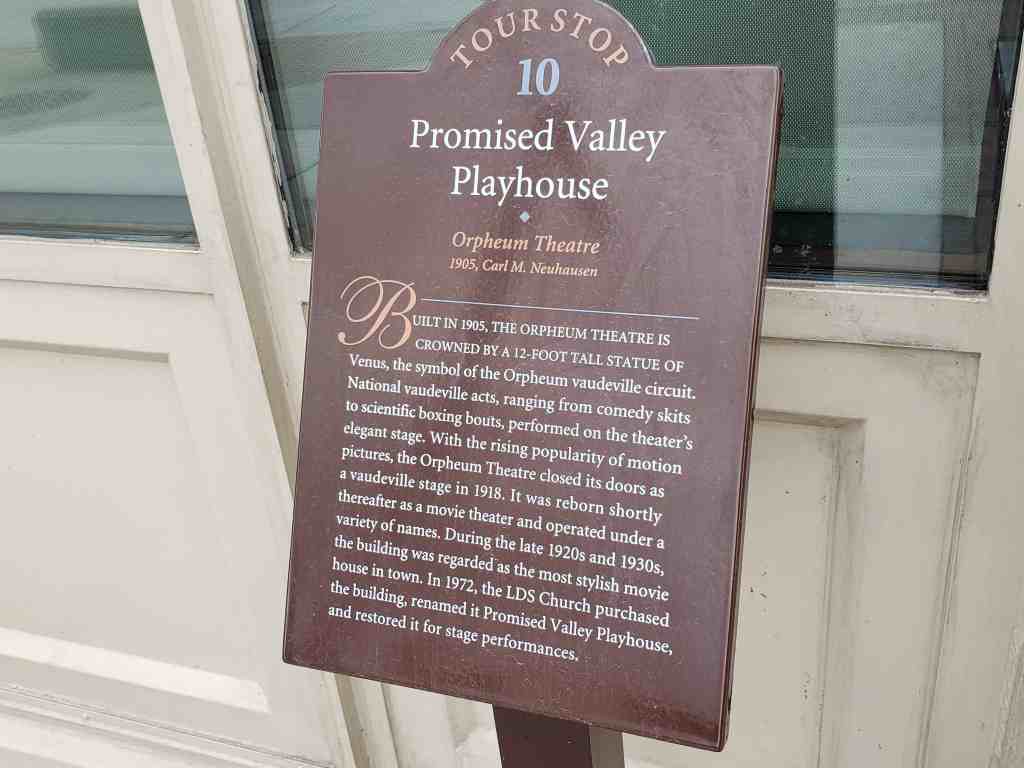 TOUR STOP
10
Promised Valley
Playhouse
Orpheum Theatre
1905, Carl M. Neuhausen
BUILT IN 1905, THE ORPHEUM THEATRE IS
CROWNED BY A 12-FOOT TALL STATUE OF
Venus, the symbol of the Orpheum vaudeville circuit.
National vaudeville acts, ranging from comedy skits
to scientific boxing bouts, performed on the theater's
elegant stage. With the rising popularity of motion
pictures, the Orpheum Theatre closed its doors as
a vaudeville stage in 1918. It was reborn shortly
thereafter as a movie theater and operated under a
variety of names. During the late 1920s and 1930s,
the building was regarded as the most stylish movie
house in town. In 1972, the LDS Church purchased
the building, renamed it Promised Valley Playhouse,
and restored it for stage performances.